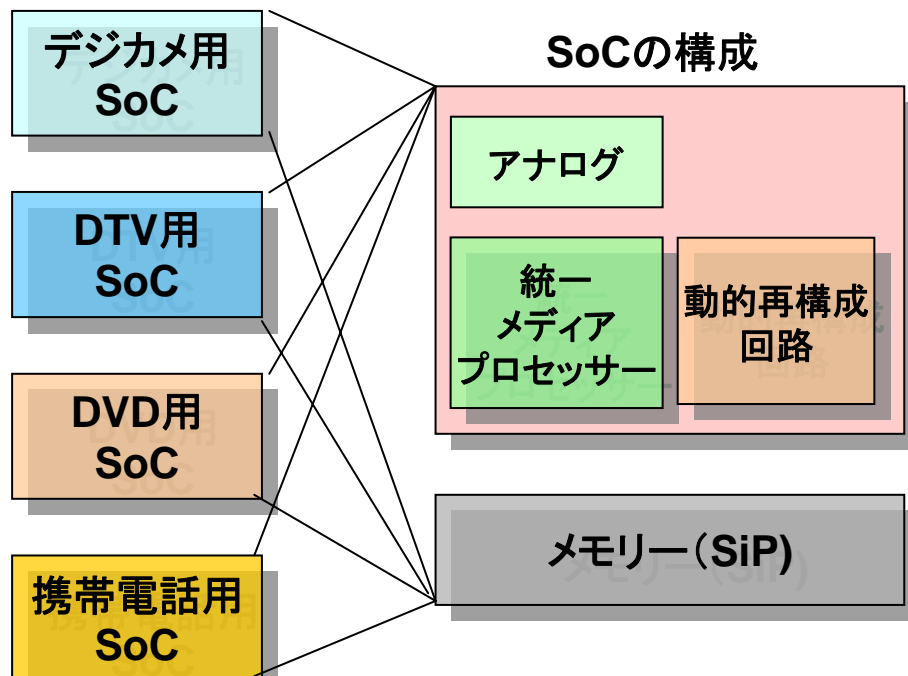 デジカメ用
SoC
DTV用
SoC
DVD用
SoC
携帯電話用
SoC
SoCの構成
アナログ
統一
メディア
プロセッサー
動的再構成
回路
メモリー（SiP)